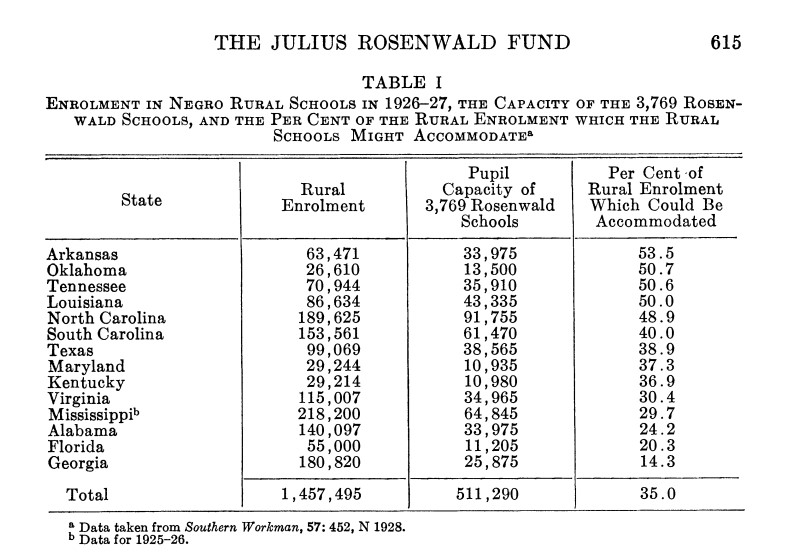 THE JULIUS ROSENWALD FUND 615
TABLE I
ENROLMENT IN NEGRO RURAL SCHOOLS IN 1926–27, THE CAPACITY OF THE 3,769 ROSEN-
WALD SCHOOLS, AND THE PER CENT OF THE RURAL ENROLMENT WHICH THE RURAL
SCHOOLS MIGHT ACCOMMODATEa
State | Rural Enrolment | Pupil Capacity of 3,769 Rosenwald Schools | Per Cent of Rural Enrolment Which Could Be Accommodated
Arkansas 63,471 33,975 53.5
Oklahoma 26,610 13,500 50.7
Tennessee 70,944 35,910 50.6
Louisiana 86,634 43,335 50.0
North Carolina 189,625 91,755 48.9
South Carolina 153,561 61,470 40.0
Texas 99,069 38,565 38.9
Maryland 29,244 10,935 37.3
Kentucky 29,214 10,980 36.9
Virginia 115,007 34,965 30.4
Mississippib 218,200 64,845 29.7
Alabama 140,097 33,975 24.2
Florida 55,000 11,205 20.3
Georgia 180,820 25,875 14.3
Total 1,457,495 511,290 35.0
a Data taken from Southern Workman, 57: 452, N 1928.
b Data for 1925–26.